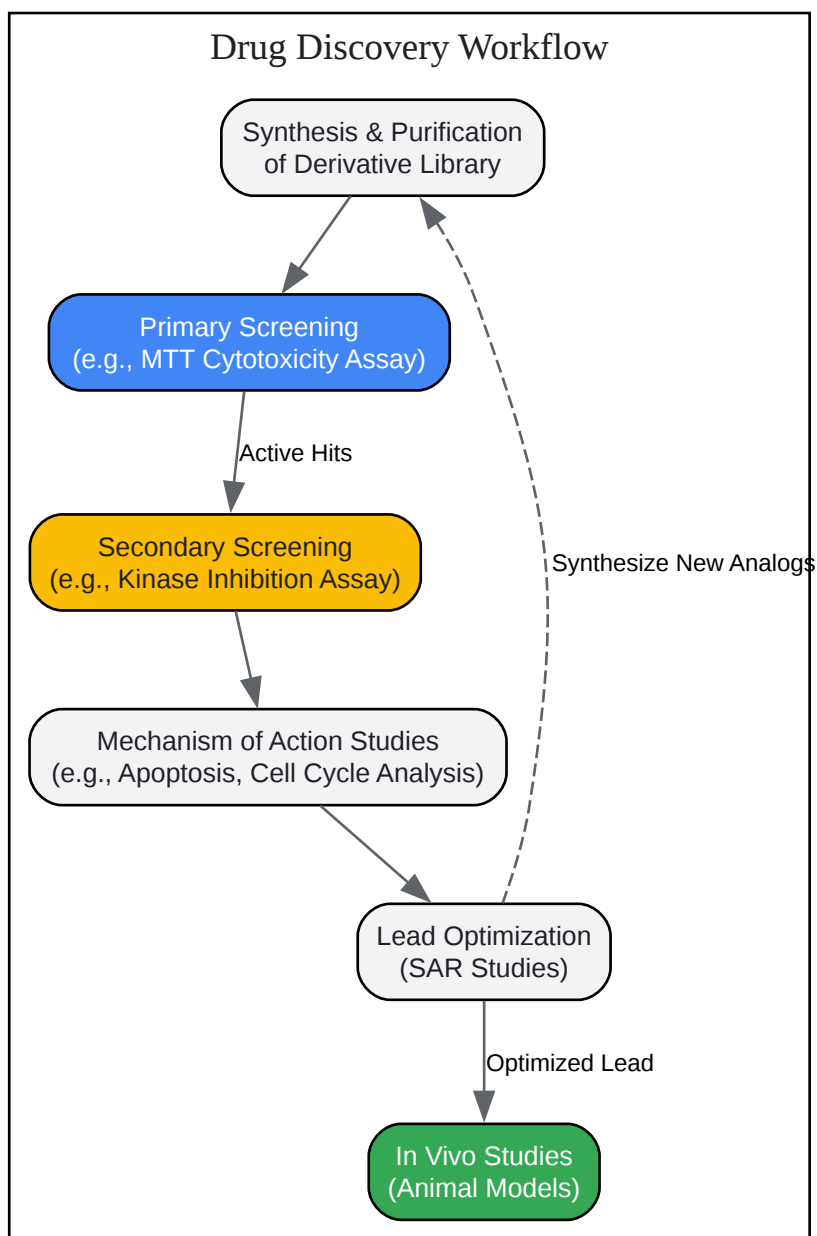 Drug Discovery Workflow
Synthesis & Purification
of Derivative Library
Primary Screening
(e.g., MTT Cytotoxicity Assay)
Active Hits
Secondary Screening
(e.g., Kinase Inhibition Assay)
Synthesize New Analogs
Mechanism of Action Studies
(e.g., Apoptosis, Cell Cycle Analysis)
Lead Optimization
(SAR Studies)
Optimized Lead
In Vivo Studies
(Animal Models)